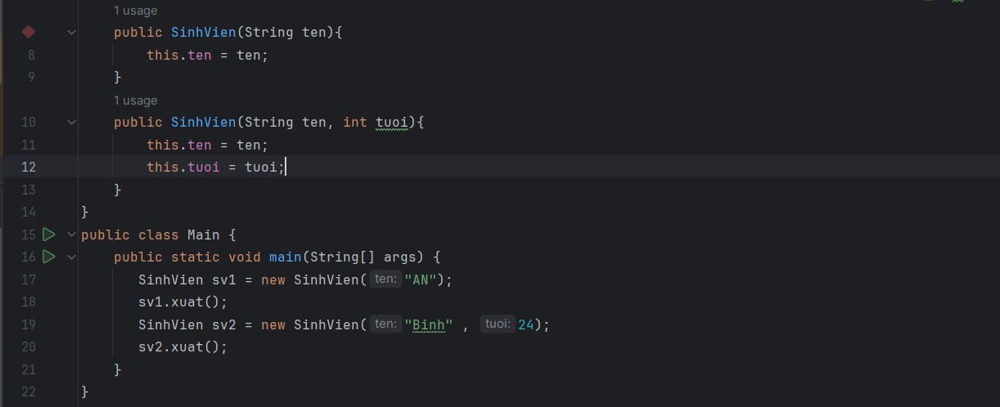 1 usage
public SinhVien(String ten){
8 this.ten = ten;
9 }
1 usage
10 public SinhVien(String ten, int tuoi){
11 this.ten = ten;
12 this.tuoi = tuoi;
13 }
14 }
15 public class Main {
16 public static void main(String[] args) {
17 SinhVien sv1 = new SinhVien( ten: "AN");
18 sv1.xuat();
19 SinhVien sv2 = new SinhVien( ten: "Binh" , tuoi: 24);
20 sv2.xuat();
21 }
22 }